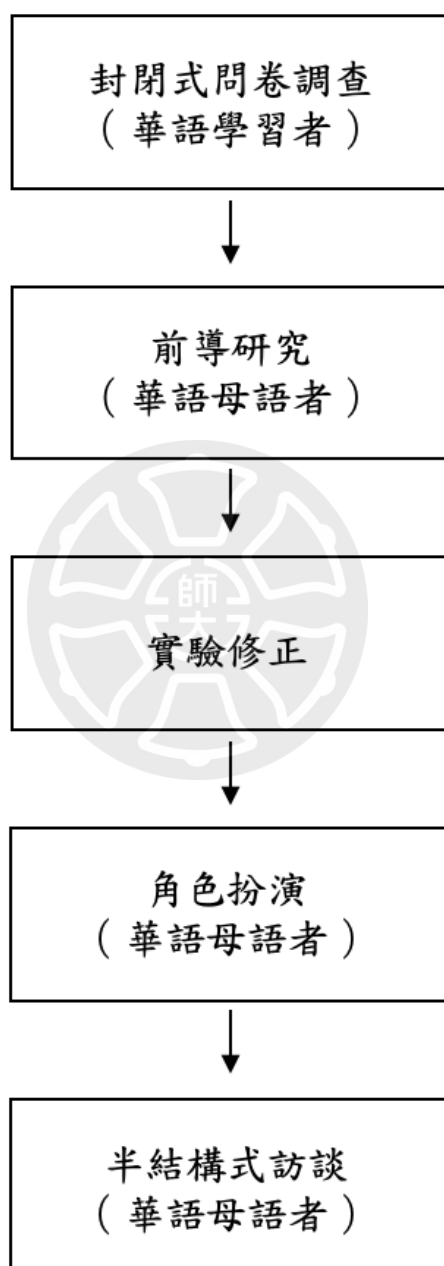 封閉式問卷調查
（華語學習者）
前導研究
（華語母語者）
師大
實驗修正
角色扮演
（華語母語者）
半結構式訪談
（華語母語者）